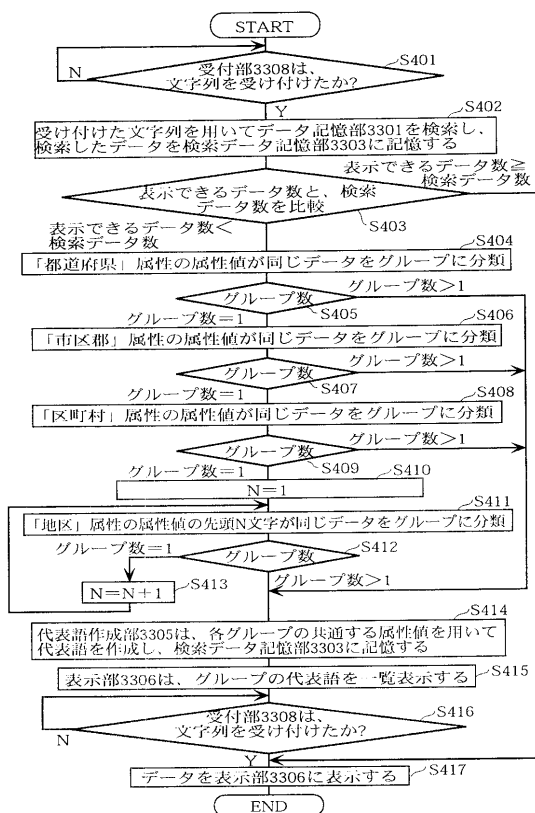 START
S401
受付部3308は、
文字列を受け付けたか?
N
Y
S402
受け付けた文字列を用いてデータ記憶部3301を検索し、
検索したデータを検索データ記憶部3303に記憶する
表示できるデータ数≧
検索データ数
表示できるデータ数と、検索
データ数を比較
S403
表示できるデータ数<
検索データ数
S404
「都道府県」属性の属性値が同じデータをグループに分類
グループ数
グループ数>1
S405
グループ数=1
S406
「市区郡」属性の属性値が同じデータをグループに分類
グループ数
グループ数>1
S407
グループ数=1
S408
「区町村」属性の属性値が同じデータをグループに分類
グループ数
グループ数>1
S409
グループ数=1
S410
N=1
S411
「地区」属性の属性値の先頭N文字が同じデータをグループに分類
グループ数=1
グループ数
S412
N=N+1
S413
グループ数>1
S414
代表語作成部3305は、各グループの共通する属性値を用いて
代表語を作成し、検索データ記憶部3303に記憶する
S415
表示部3306は、グループの代表語を一覧表示する
S416
受付部3308は、
文字列を受け付けたか?
N
Y
S417
データを表示部3306に表示する
END